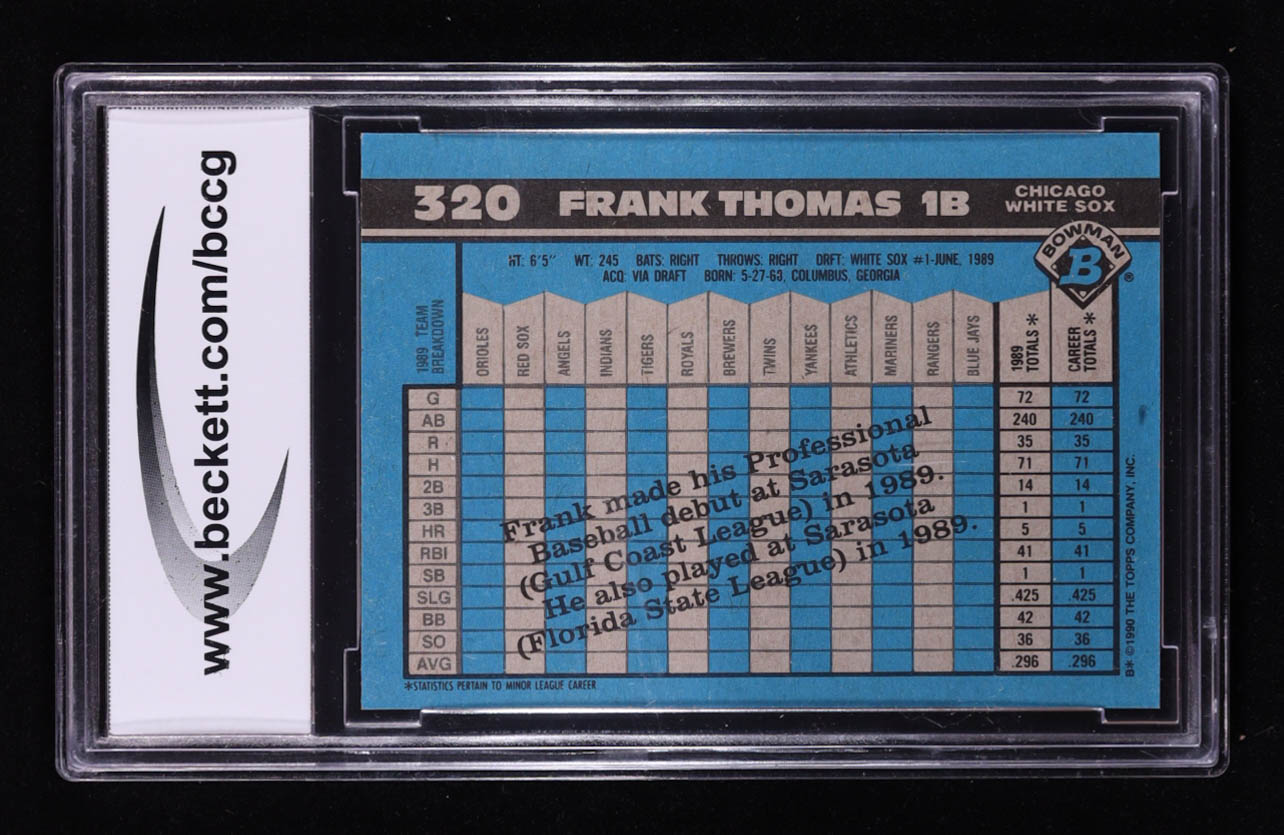 www.beckett.com/bccg
320 FRANK THOMAS 1B CHICAGO WHITE SOX
BOWMAN
B ®
HT: 6'5" WT: 245 BATS: RIGHT THROWS: RIGHT DRFT: WHITE SOX #1-JUNE, 1989
ACQ: VIA DRAFT BORN: 5-27-63, COLUMBUS, GEORGIA
1989 TEAM BREAKDOWN ORIOLES RED SOX ANGELS INDIANS TIGERS ROYALS BREWERS TWINS YANKEES ATHLETICS MARINERS RANGERS BLUE JAYS 1989 TOTALS * CAREER TOTALS *
G 72 72
AB 240 240
R 35 35
H 71 71
2B 14 14
3B 1 1
HR 5 5
RBI 41 41
SB 1 1
SLG .425 .425
BB 42 42
SO 36 36
AVG .296 .296
Frank made his Professional
Baseball debut at Sarasota
(Gulf Coast League) in 1989.
He also played at Sarasota
(Florida State League) in 1989.
*STATISTICS PERTAIN TO MINOR LEAGUE CAREER
B* ©1990 THE TOPPS COMPANY, INC.